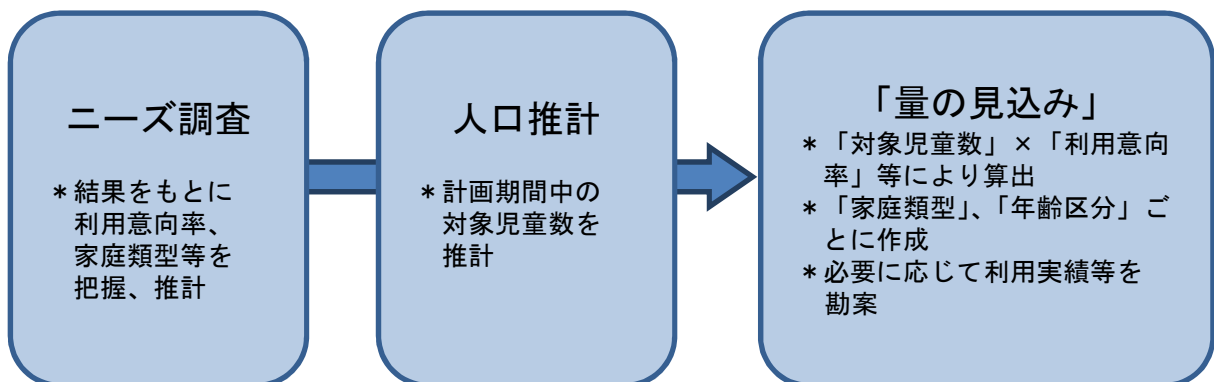 ニーズ調査
＊結果をもとに
利用意向率、
家庭類型等を
把握、推計
人口推計
＊計画期間中の
対象児童数を
推計
「量の見込み」
＊「対象児童数」×「利用意向
率」等により算出
＊「家庭類型」、「年齢区分」ご
とに作成
＊必要に応じて利用実績等を
勘案